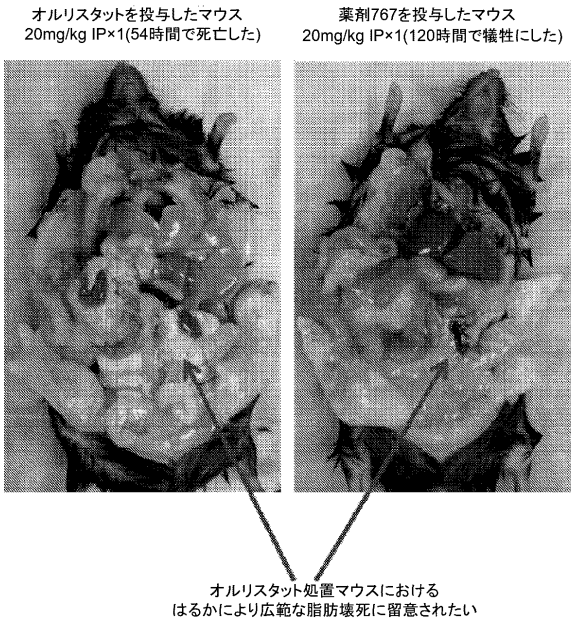 オルリスタットを投与したマウス
20mg/kg IP×1(54時間で死亡した)
薬剤767を投与したマウス
20mg/kg IP×1(120時間で犠牲にした)
オルリスタット処置マウスにおける
はるかにより広範な脂肪壊死に留意されたい